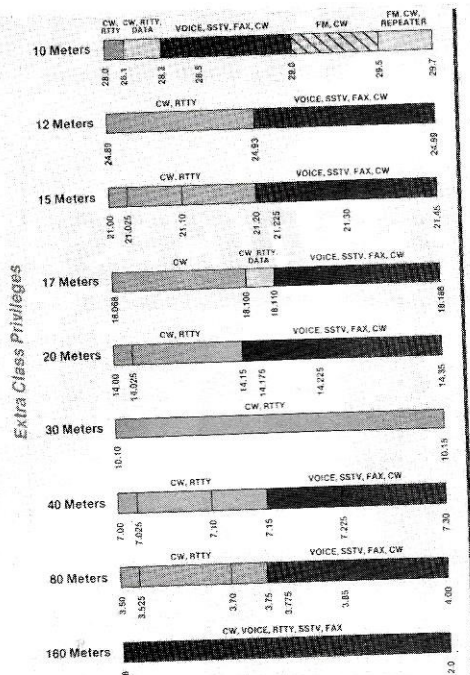 Extra Class Privileges
CW, RTTY
CW, RTTY, DATA
VOICE, SSTV, FAX, CW
FM, CW
FM, CW, REPEATER
10 Meters
28.0 28.1 28.3 28.5 29.0 29.5 29.7
CW, RTTY VOICE, SSTV, FAX, CW
12 Meters
24.89 24.93 24.99
CW, RTTY VOICE, SSTV, FAX, CW
15 Meters
21.00 21.025 21.10 21.20 21.225 21.30 21.45
CW
CW, RTTY, DATA
VOICE, SSTV, FAX, CW
17 Meters
18.068 18.100 18.110 18.168
CW, RTTY VOICE, SSTV, FAX, CW
20 Meters
14.00 14.025 14.15 14.175 14.225 14.35
CW, RTTY
30 Meters
10.10 10.15
CW, RTTY VOICE, SSTV, FAX, CW
40 Meters
7.00 7.025 7.10 7.15 7.225 7.30
CW, RTTY VOICE, SSTV, FAX, CW
80 Meters
3.50 3.525 3.70 3.75 3.775 3.85 4.00
CW, VOICE, RTTY, SSTV, FAX
160 Meters
2.0